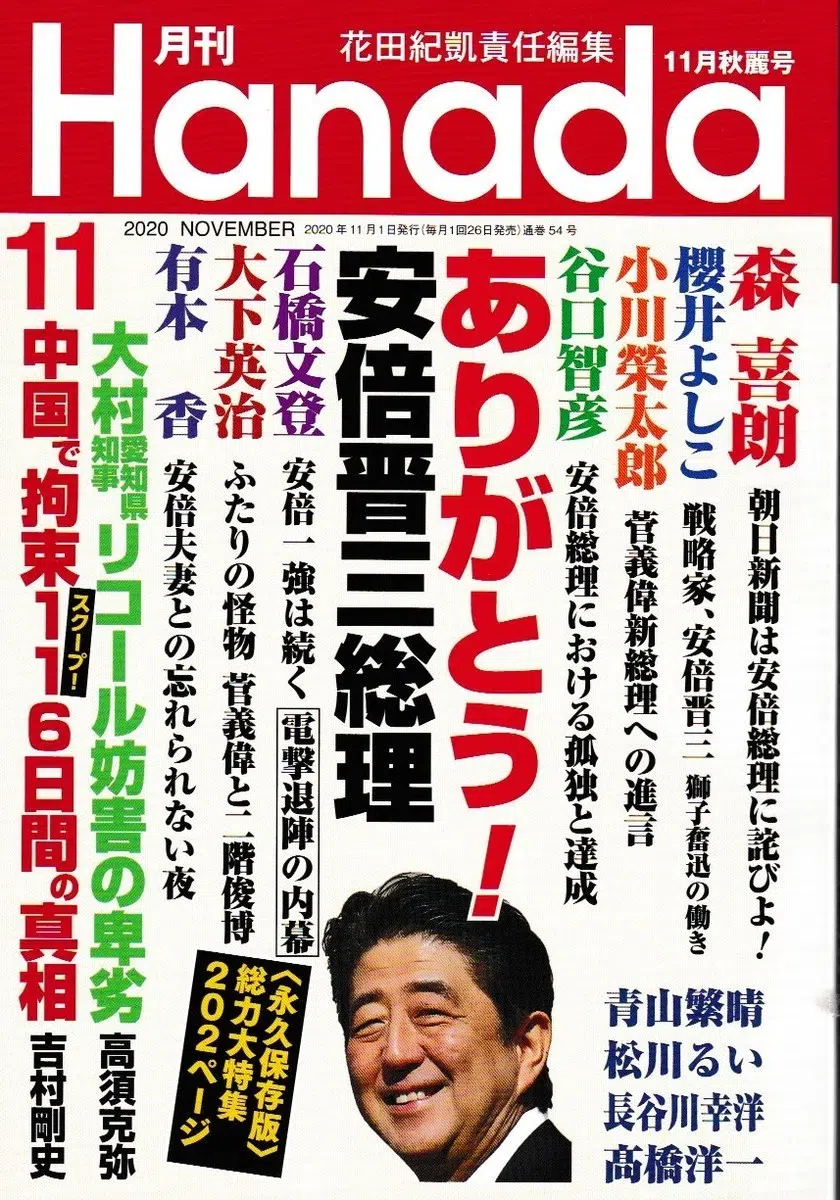 月刊
花田紀凱責任編集
11月秋麗号
Hanada
2020 NOVEMBER 2020年11月1日発行(毎月1回26日発売)通巻54号
森 喜朗
朝日新聞は安倍総理に詫びよ!
櫻井よしこ
戦略家、安倍晋三 獅子奮迅の働き
小川榮太郎
菅義偉新総理への進言
谷口智彦
安倍総理における孤独と達成
ありがとう!
安倍晋三総理
石橋文登
安倍一強は続く 電撃退陣の内幕
大下英治
ふたりの怪物 菅義偉と二階俊博
有本 香
安倍夫妻との忘れられない夜
11
大村愛知県知事リコール妨害の卑劣
高須克弥
スクープ!
中国で拘束116日間の真相
吉村剛史
〈永久保存版〉
総力大特集
202ページ
青山繁晴
松川るい
長谷川幸洋
髙橋洋一